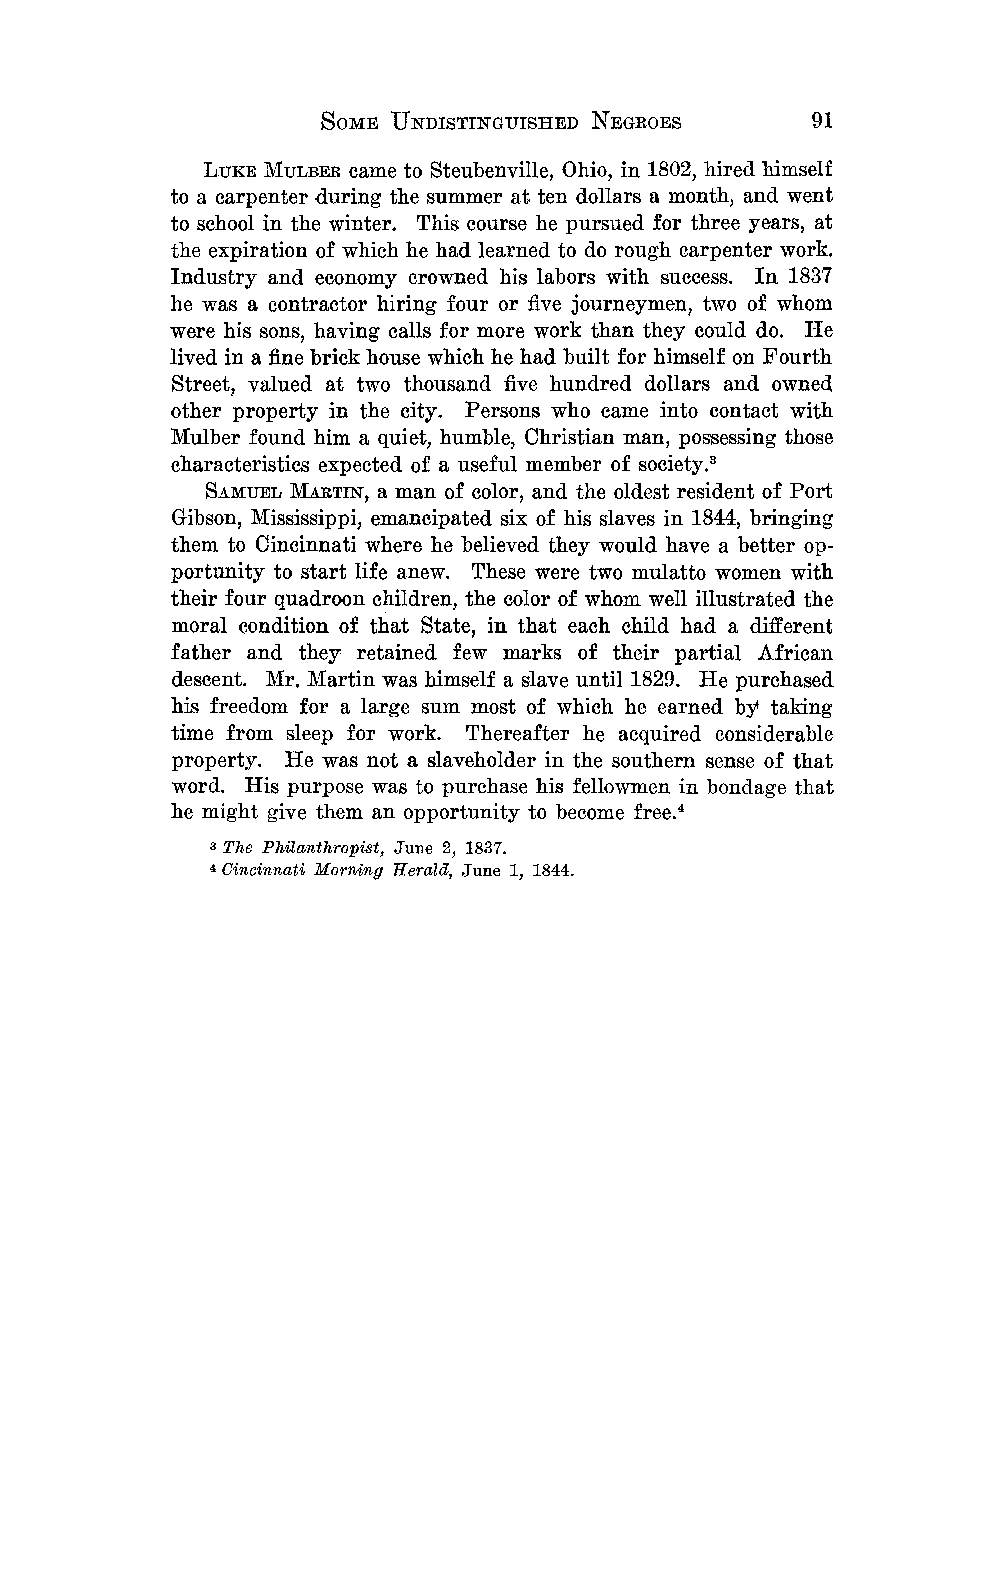 SOME UNDISTINGUISHED NEGROES 91
LUKE MULBER came to Steubenville, Ohio, in 1802, hired himself
to a carpenter during the summer at ten dollars a month, and went
to school in the winter. This course he pursued for three years, at
the expiration of which he had learned to do rough carpenter work.
Industry and economy crowned his labors with success. In 1837
he was a contractor hiring four or five journeymen, two of whom
were his sons, having calls for more work than they could do. He
lived in a fine brick house which he had built for himself on Fourth
Street, valued at two thousand five hundred dollars and owned
other property in the city. Persons who came into contact with
Mulber found him a quiet, humble, Christian man, possessing those
characteristics expected of a useful member of society.³
SAMUEL MARTIN, a man of color, and the oldest resident of Port
Gibson, Mississippi, emancipated six of his slaves in 1844, bringing
them to Cincinnati where he believed they would have a better op-
portunity to start life anew. These were two mulatto women with
their four quadroon children, the color of whom well illustrated the
moral condition of that State, in that each child had a different
father and they retained few marks of their partial African
descent. Mr. Martin was himself a slave until 1829. He purchased
his freedom for a large sum most of which he earned by taking
time from sleep for work. Thereafter he acquired considerable
property. He was not a slaveholder in the southern sense of that
word. His purpose was to purchase his fellowmen in bondage that
he might give them an opportunity to become free.⁴
³ The Philanthropist, June 2, 1837.
⁴ Cincinnati Morning Herald, June 1, 1844.